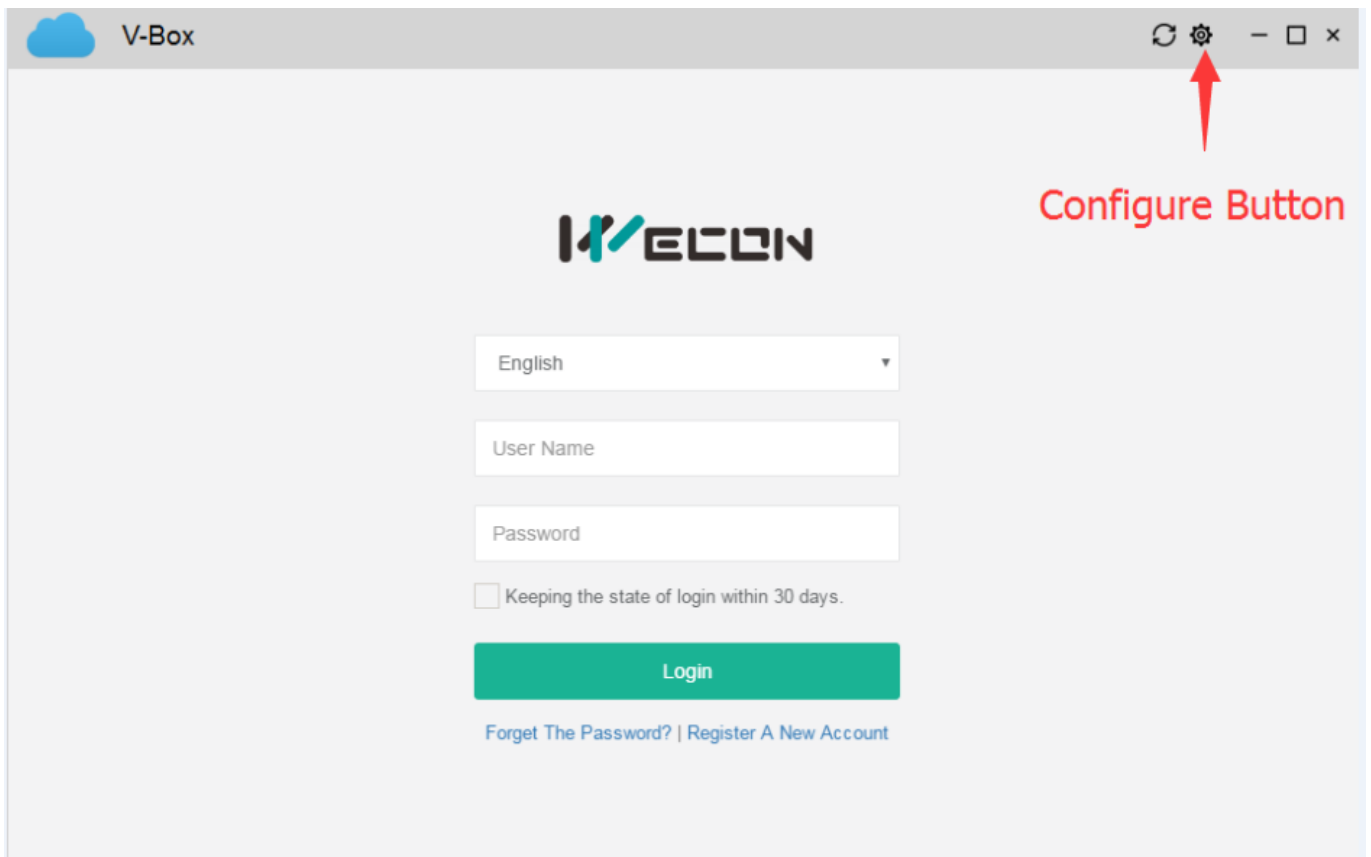 V-Box
Configure Button
WECON
English
User Name
Password
Keeping the state of login within 30 days.
Login
Forget The Password? | Register A New Account